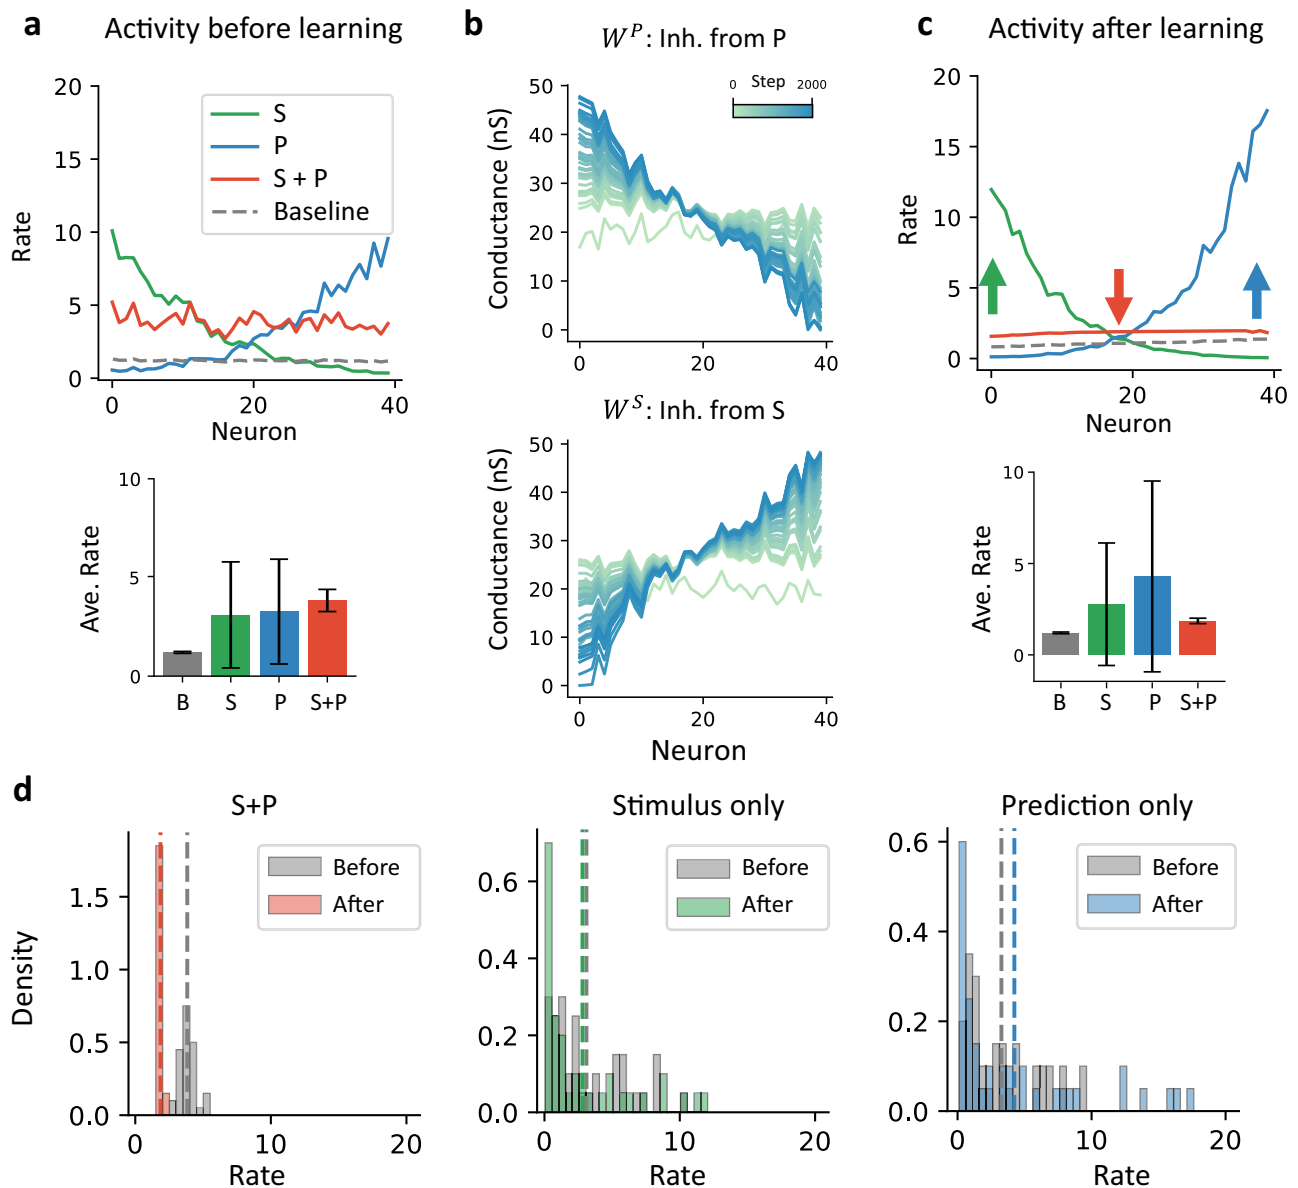 a Activity before learning
20
15
10
5
0
Rate
S
P
S + P
Baseline
0 20 40
Neuron
10
5
0
Ave. Rate
B S P S+P
b W^P: Inh. from P
50
40
30
20
10
0
Conductance (nS)
0 Step 2000
0 20 40
W^S: Inh. from S
50
40
30
20
10
0
Conductance (nS)
0 20 40
Neuron
c Activity after learning
20
15
10
5
0
Rate
0 20 40
Neuron
10
5
0
Ave. Rate
B S P S+P
d S+P
1.5
1.0
0.5
0.0
Density
Before
After
0 10 20
Rate
Stimulus only
0.6
0.4
0.2
0.0
Before
After
0 10 20
Rate
Prediction only
0.6
0.4
0.2
0.0
Before
After
0 10 20
Rate